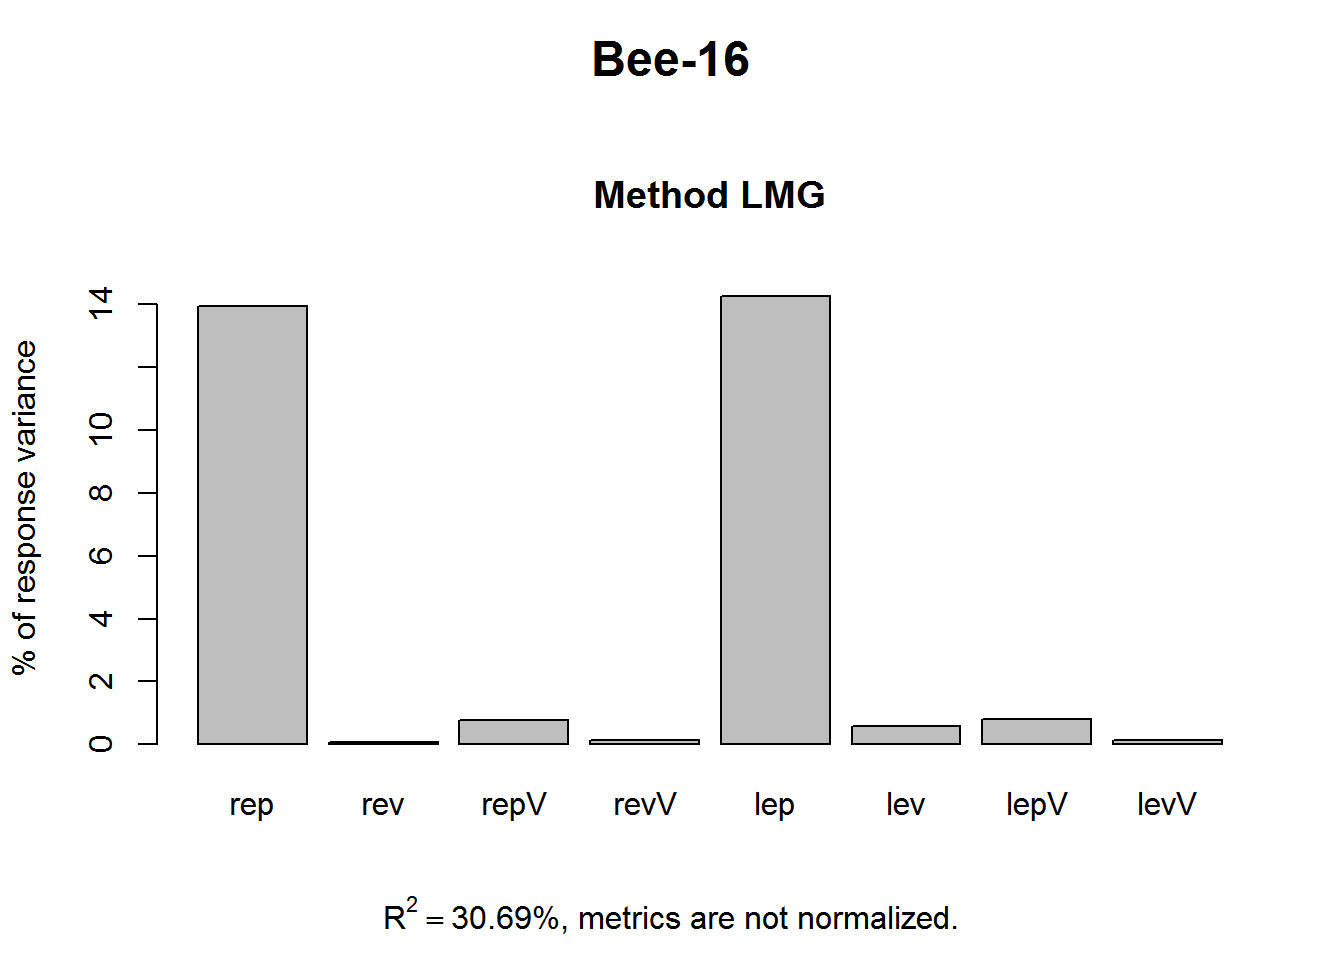 Bee-16
Method LMG
% of response variance
14
10
8
6
4
2
0
rep rev repV revV lep lev lepV levV
R² = 30.69%, metrics are not normalized.